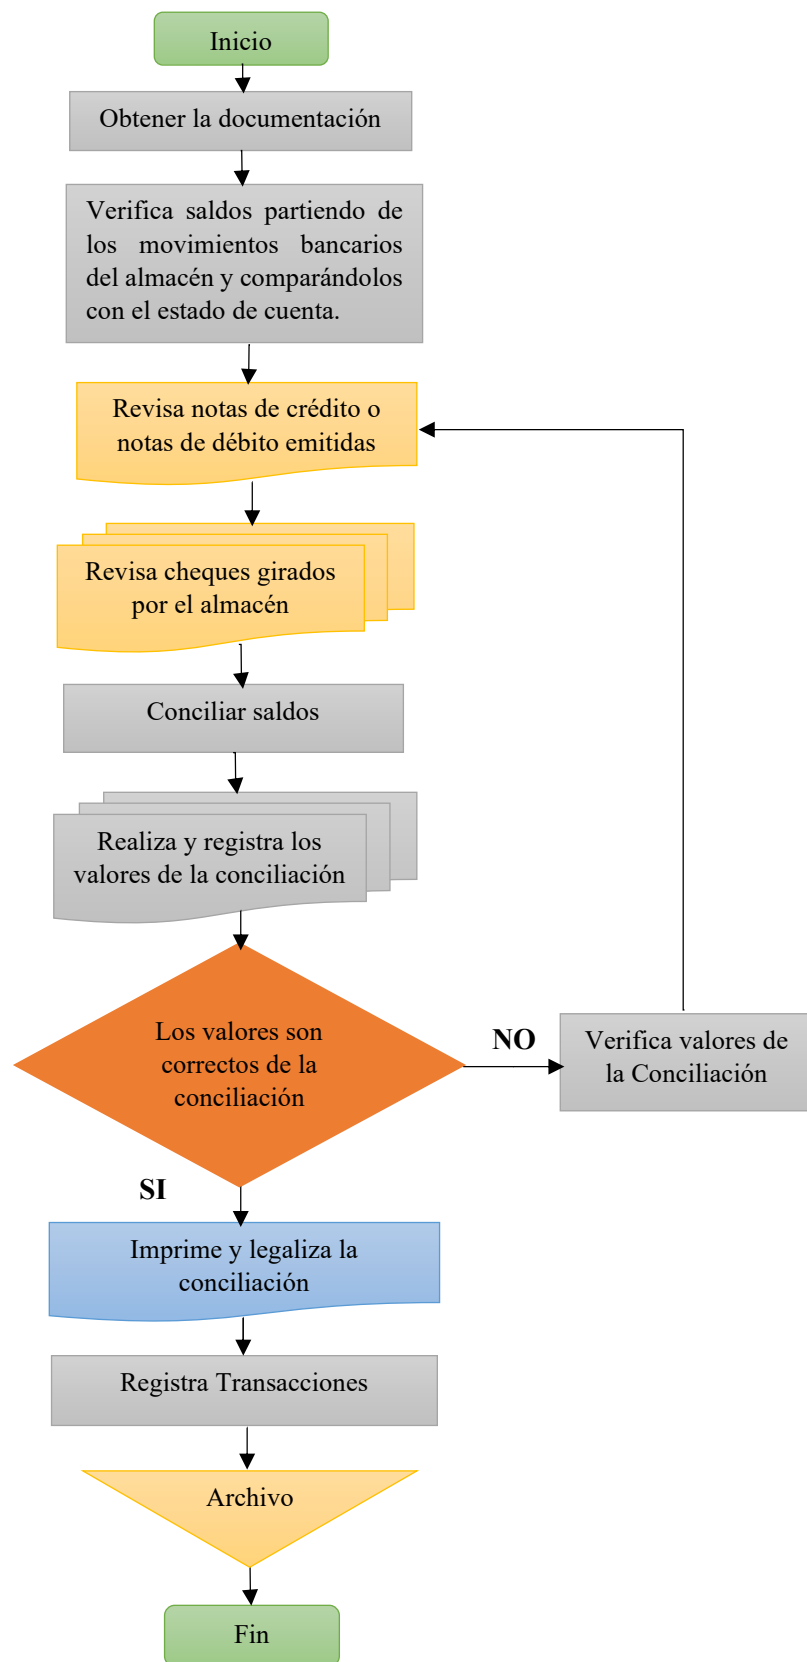 Inicio
Obtener la documentación
Verifica saldos partiendo de
los movimientos bancarios
del almacén y comparándolos
con el estado de cuenta.
Revisa notas de crédito o
notas de débito emitidas
Revisa cheques girados
por el almacén
Conciliar saldos
Realiza y registra los
valores de la conciliación
Los valores son
correctos de la
conciliación
NO
Verifica valores de
la Conciliación
SI
Imprime y legaliza la
conciliación
Registra Transacciones
Archivo
Fin